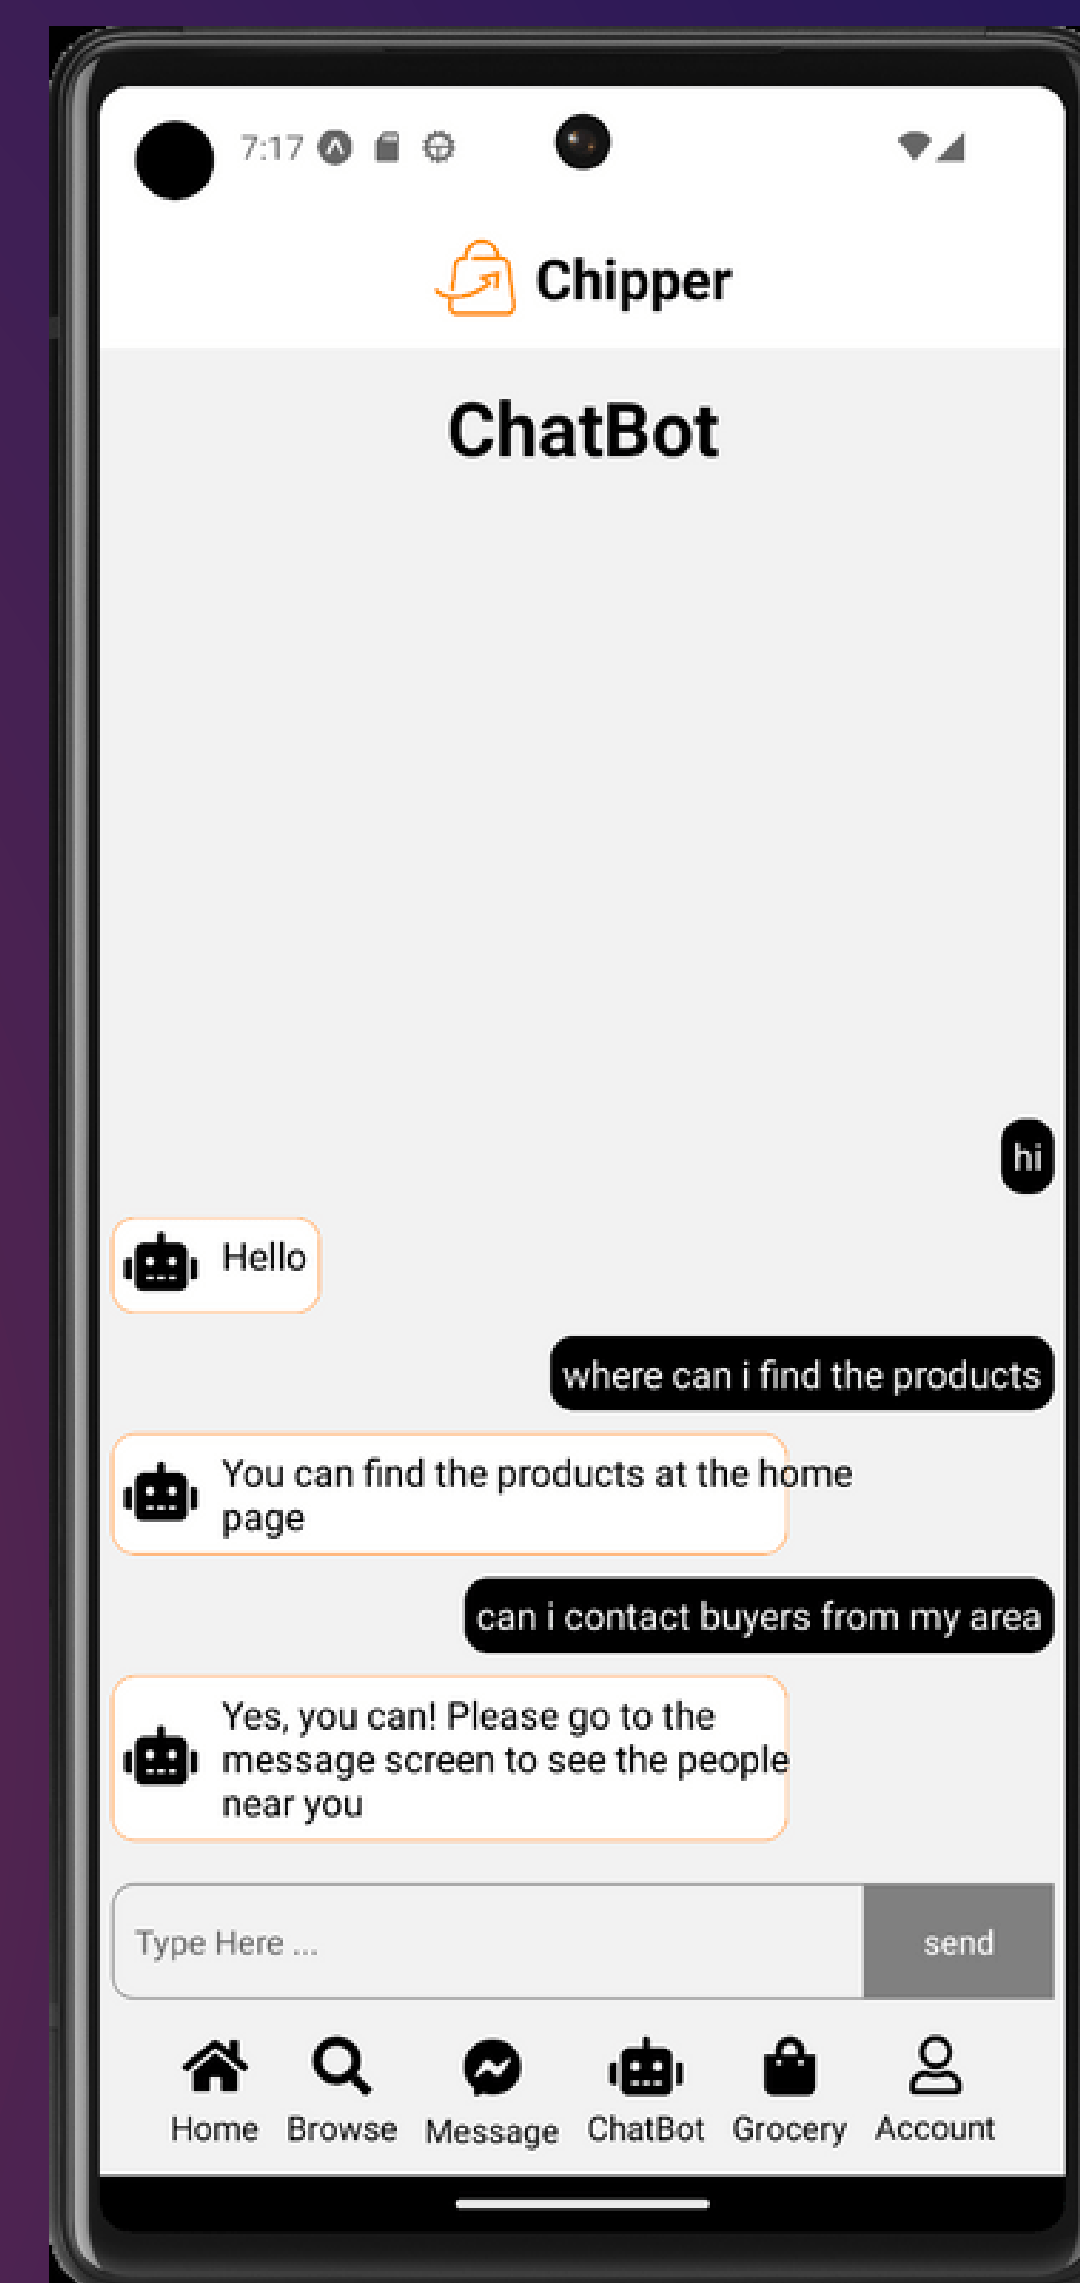 7:17
Chipper
ChatBot
hi
Hello
where can i find the products
You can find the products at the home
page
can i contact buyers from my area
Yes, you can! Please go to the
message screen to see the people
near you
Type Here ...
send
Home
Browse
Message
ChatBot
Grocery
Account